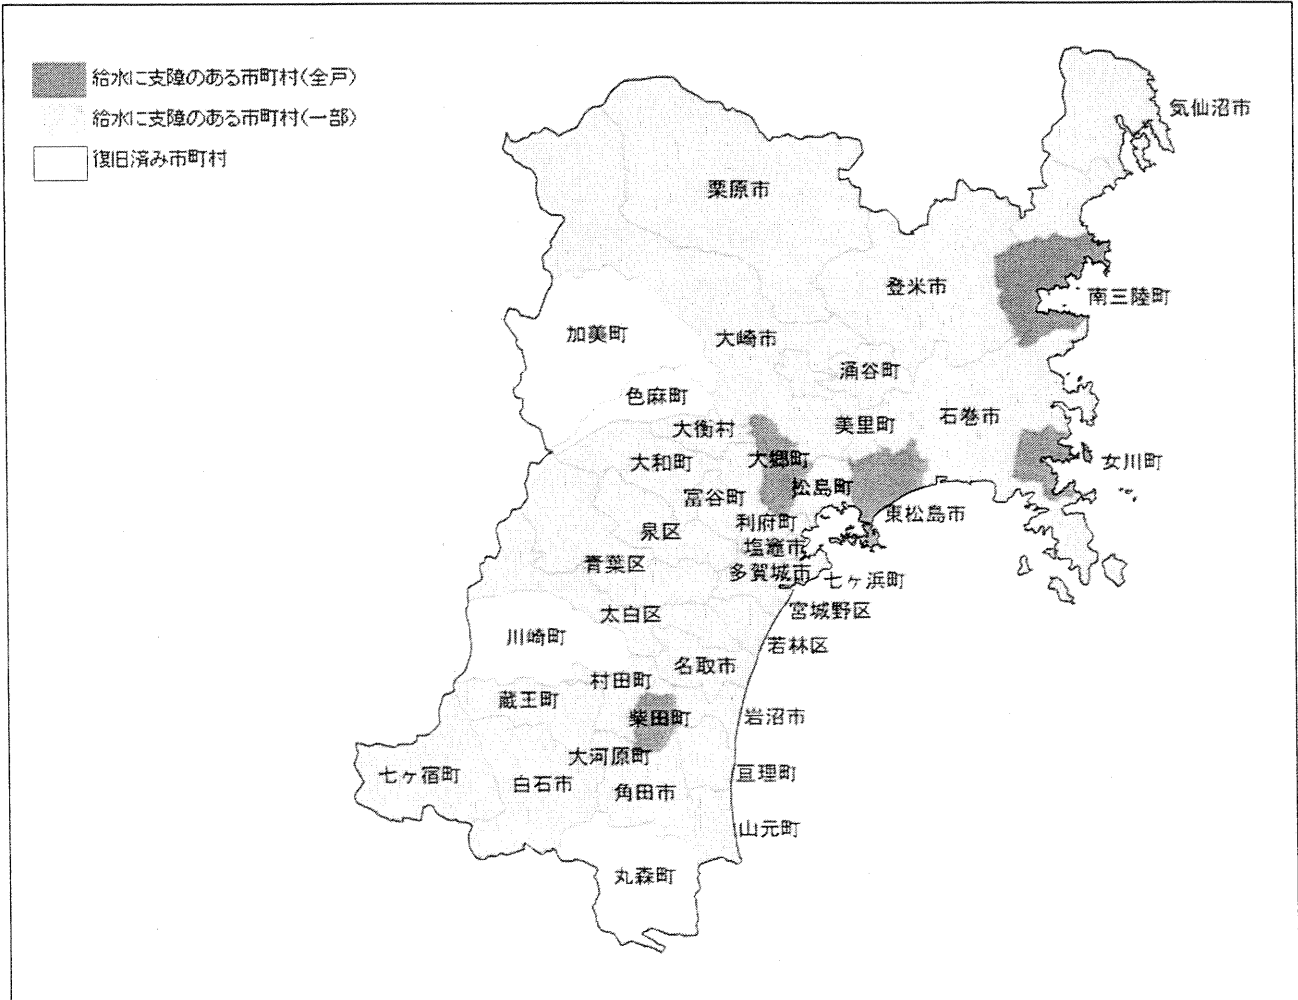 給水に支障のある市町村(全戸)
給水に支障のある市町村(一部)
復旧済み市町村
気仙沼市
栗原市
登米市
南三陸町
加美町
大崎市
涌谷町
色麻町
石巻市
美里町
大衡村
大和町
大郷町
女川町
松島町
富谷町
東松島市
利府町
泉区
塩竈市
青葉区
多賀城市
七ヶ浜町
宮城野区
太白区
川崎町
若林区
名取市
村田町
蔵王町
柴田町
岩沼市
大河原町
亘理町
七ヶ宿町
白石市
角田市
山元町
丸森町